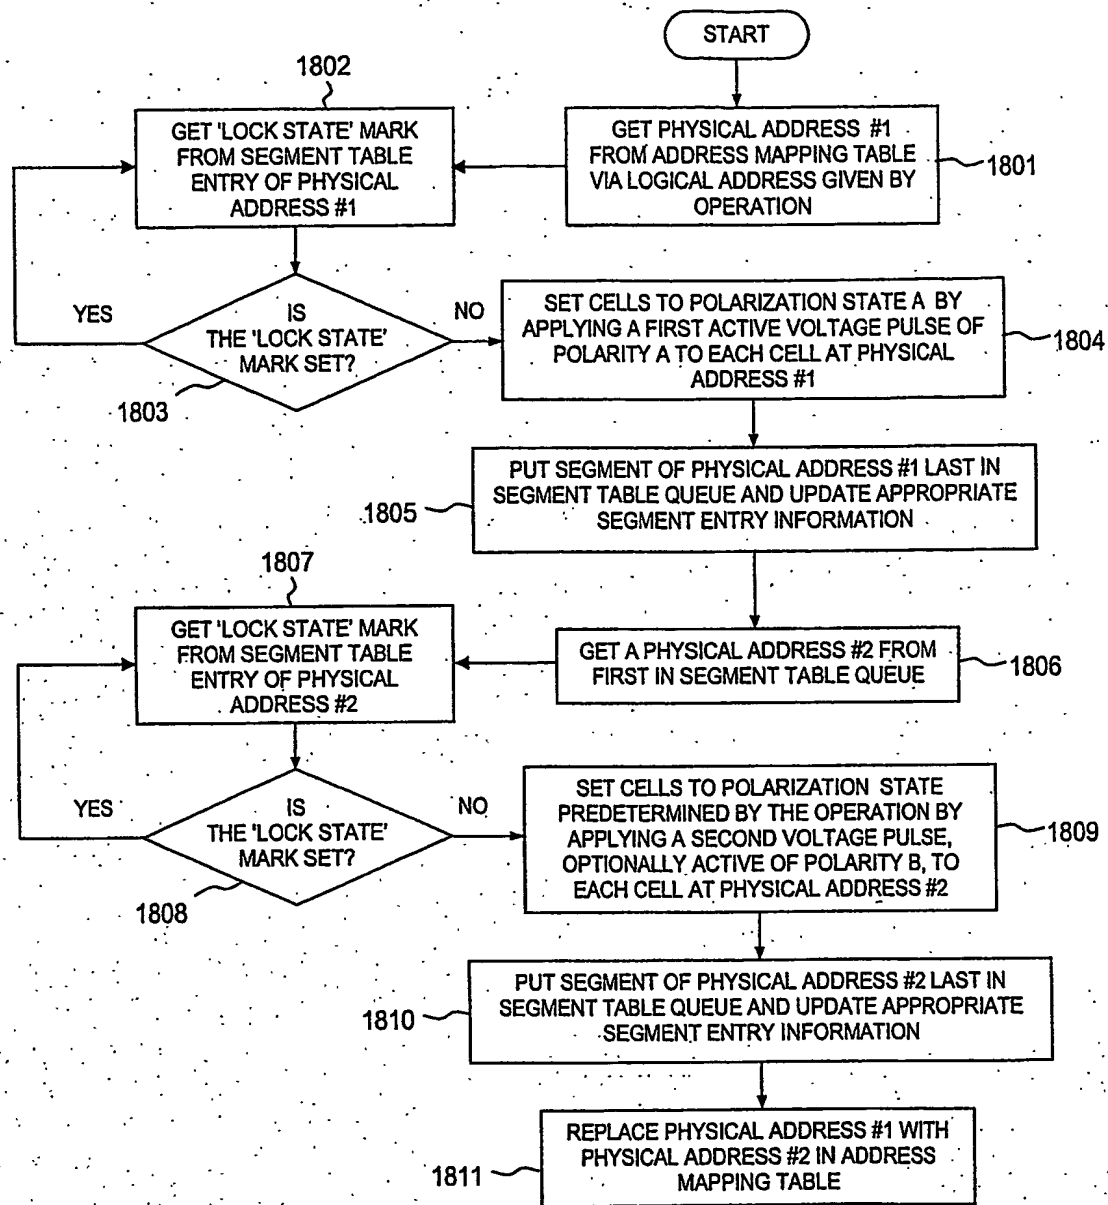 START
1802
GET 'LOCK STATE' MARK
FROM SEGMENT TABLE
ENTRY OF PHYSICAL
ADDRESS #1
GET PHYSICAL ADDRESS #1
FROM ADDRESS MAPPING TABLE
VIA LOGICAL ADDRESS GIVEN BY
OPERATION
1801
YES
IS
THE 'LOCK STATE'
MARK SET?
NO
1803
SET CELLS TO POLARIZATION STATE A BY
APPLYING A FIRST ACTIVE VOLTAGE PULSE OF
POLARITY A TO EACH CELL AT PHYSICAL
ADDRESS #1
1804
PUT SEGMENT OF PHYSICAL ADDRESS #1 LAST IN
SEGMENT TABLE QUEUE AND UPDATE APPROPRIATE
SEGMENT ENTRY INFORMATION
1805
1807
GET 'LOCK STATE' MARK
FROM SEGMENT TABLE
ENTRY OF PHYSICAL
ADDRESS #2
GET A PHYSICAL ADDRESS #2 FROM
FIRST IN SEGMENT TABLE QUEUE
1806
YES
IS
THE 'LOCK STATE'
MARK SET?
NO
1808
SET CELLS TO POLARIZATION STATE
PREDETERMINED BY THE OPERATION BY
APPLYING A SECOND VOLTAGE PULSE,
OPTIONALLY ACTIVE OF POLARITY B, TO
EACH CELL AT PHYSICAL ADDRESS #2
1809
PUT SEGMENT OF PHYSICAL ADDRESS #2 LAST IN
SEGMENT TABLE QUEUE AND UPDATE APPROPRIATE
SEGMENT ENTRY INFORMATION
1810
REPLACE PHYSICAL ADDRESS #1 WITH
PHYSICAL ADDRESS #2 IN ADDRESS
MAPPING TABLE
1811